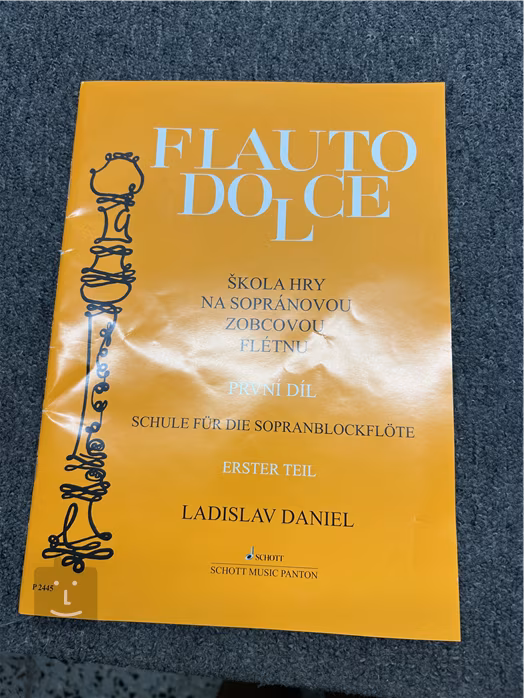 FLAUTO
DOLCE
ŠKOLA HRY
NA SOPRÁNOVOU
ZOBCOVOU
FLÉTNU
PRVNÍ DÍL
SCHULE FÜR DIE SOPRANBLOCKFLÖTE
ERSTER TEIL
LADISLAV DANIEL
SCHOTT
SCHOTT MUSIC PANTON
P 2445